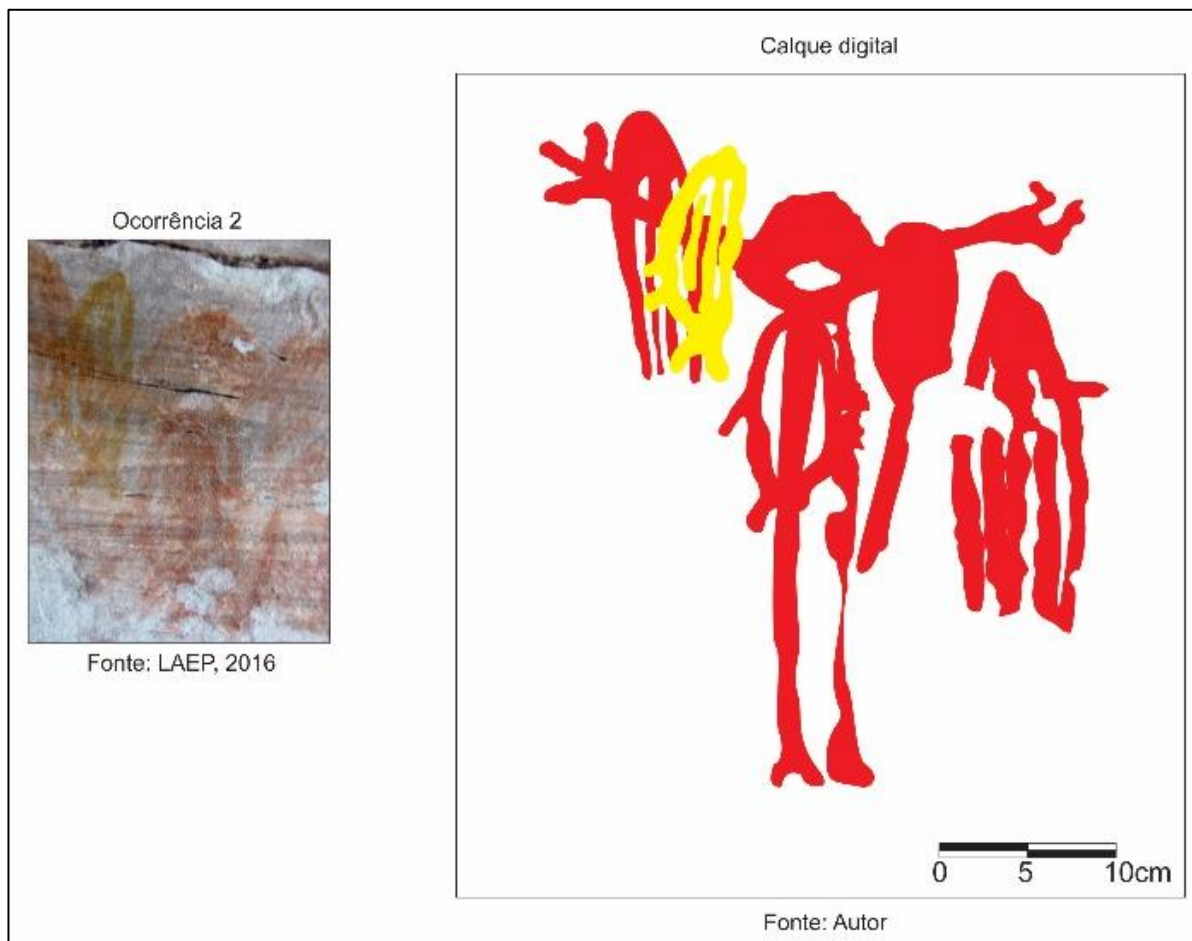 Calque digital
Ocorrência 2
Fonte: LAEP, 2016
0 5 10cm
Fonte: Autor